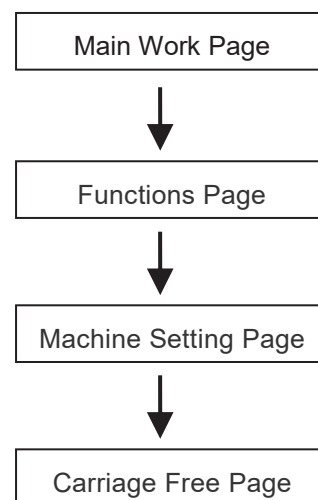 Main Work Page
Functions Page
Machine Setting Page
Carriage Free Page